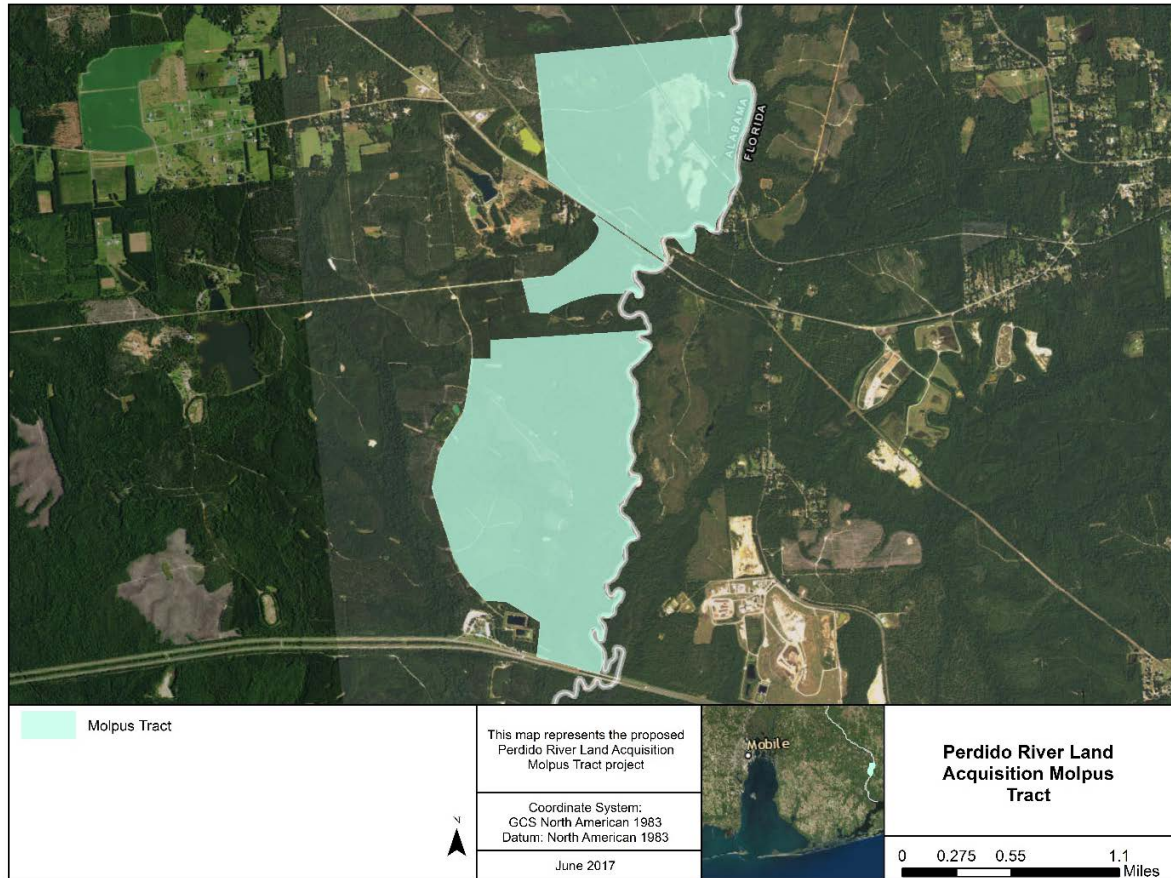 ALABAMA
FLORIDA
Molpus Tract
N
This map represents the proposed
Perdido River Land Acquisition
Molpus Tract project
Coordinate System:
GCS North American 1983
Datum: North American 1983
June 2017
Mobile
Perdido River Land
Acquisition Molpus
Tract
0 0.275 0.55 1.1
Miles